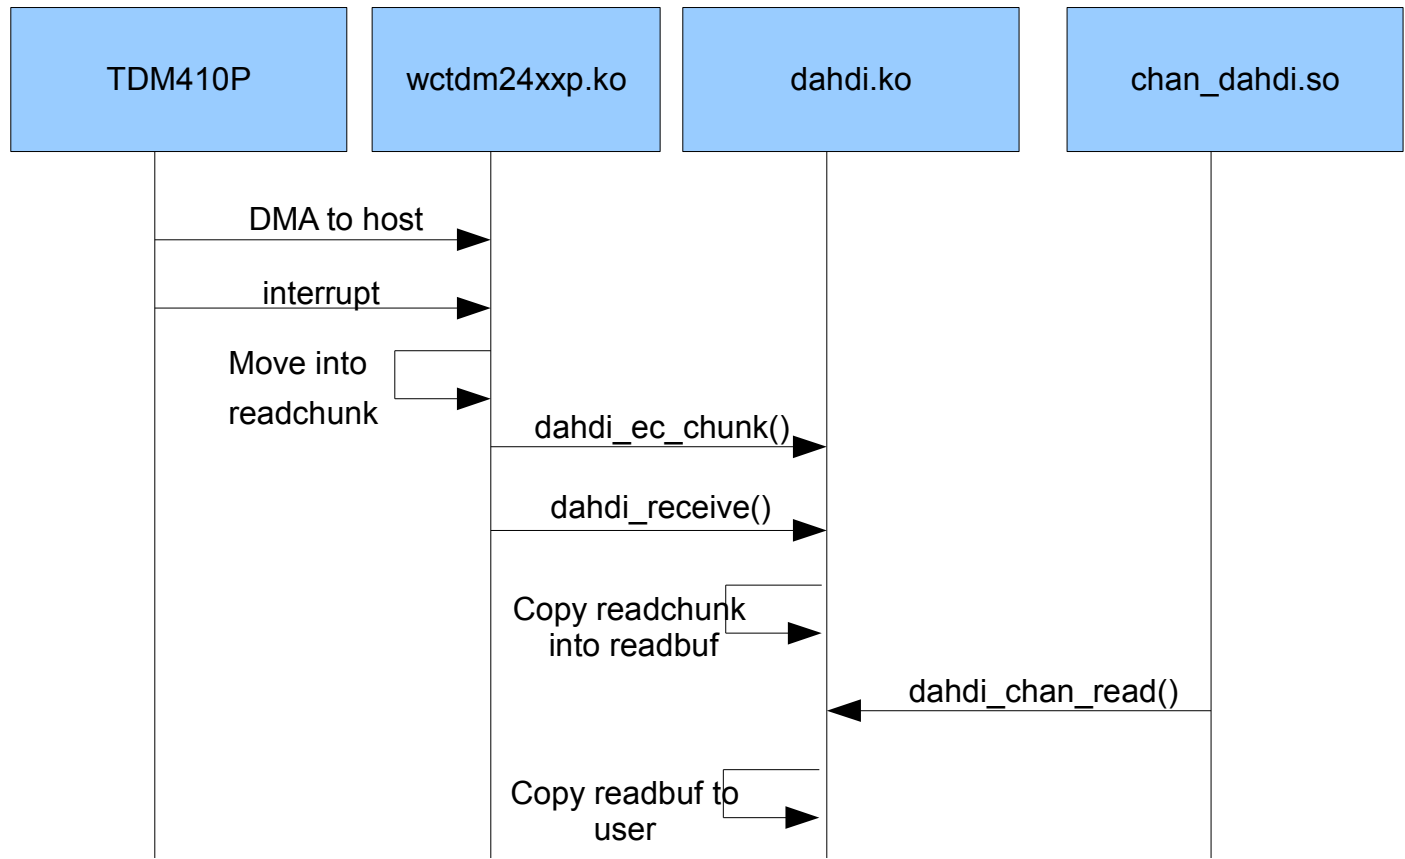 TDM410P
wctdm24xxp.ko
dahdi.ko
chan_dahdi.so
DMA to host
interrupt
Move into
readchunk
dahdi_ec_chunk()
dahdi_receive()
Copy readchunk
into readbuf
dahdi_chan_read()
Copy readbuf to
user